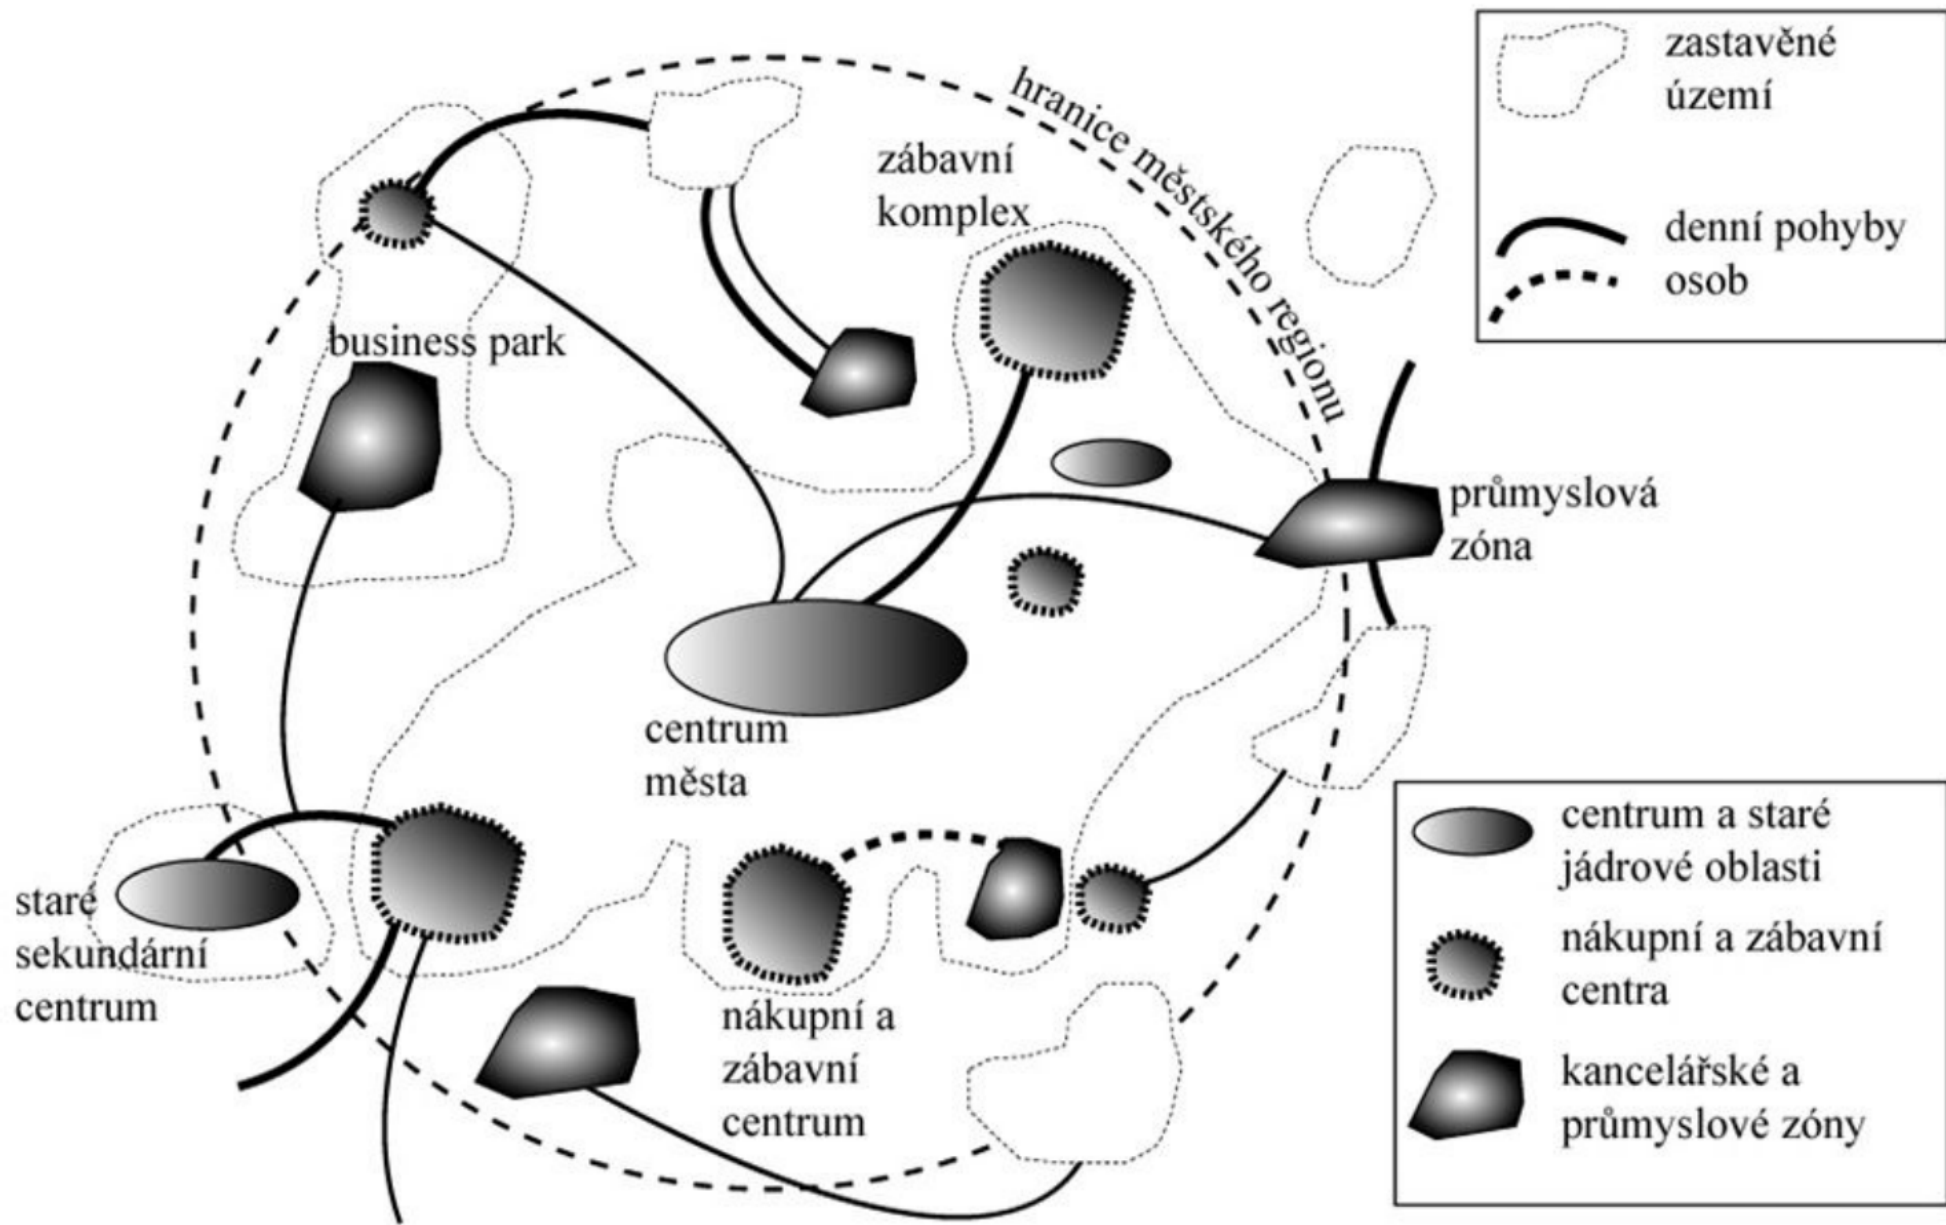 hranice městského regionu
zábavní
komplex
business park
průmyslová
zóna
centrum
města
staré
sekundární
centrum
nákupní a
zábavní
centrum
zastavěné
území
denní pohyby
osob
centrum a staré
jádrové oblasti
nákupní a zábavní
centra
kancelářské a
průmyslové zóny